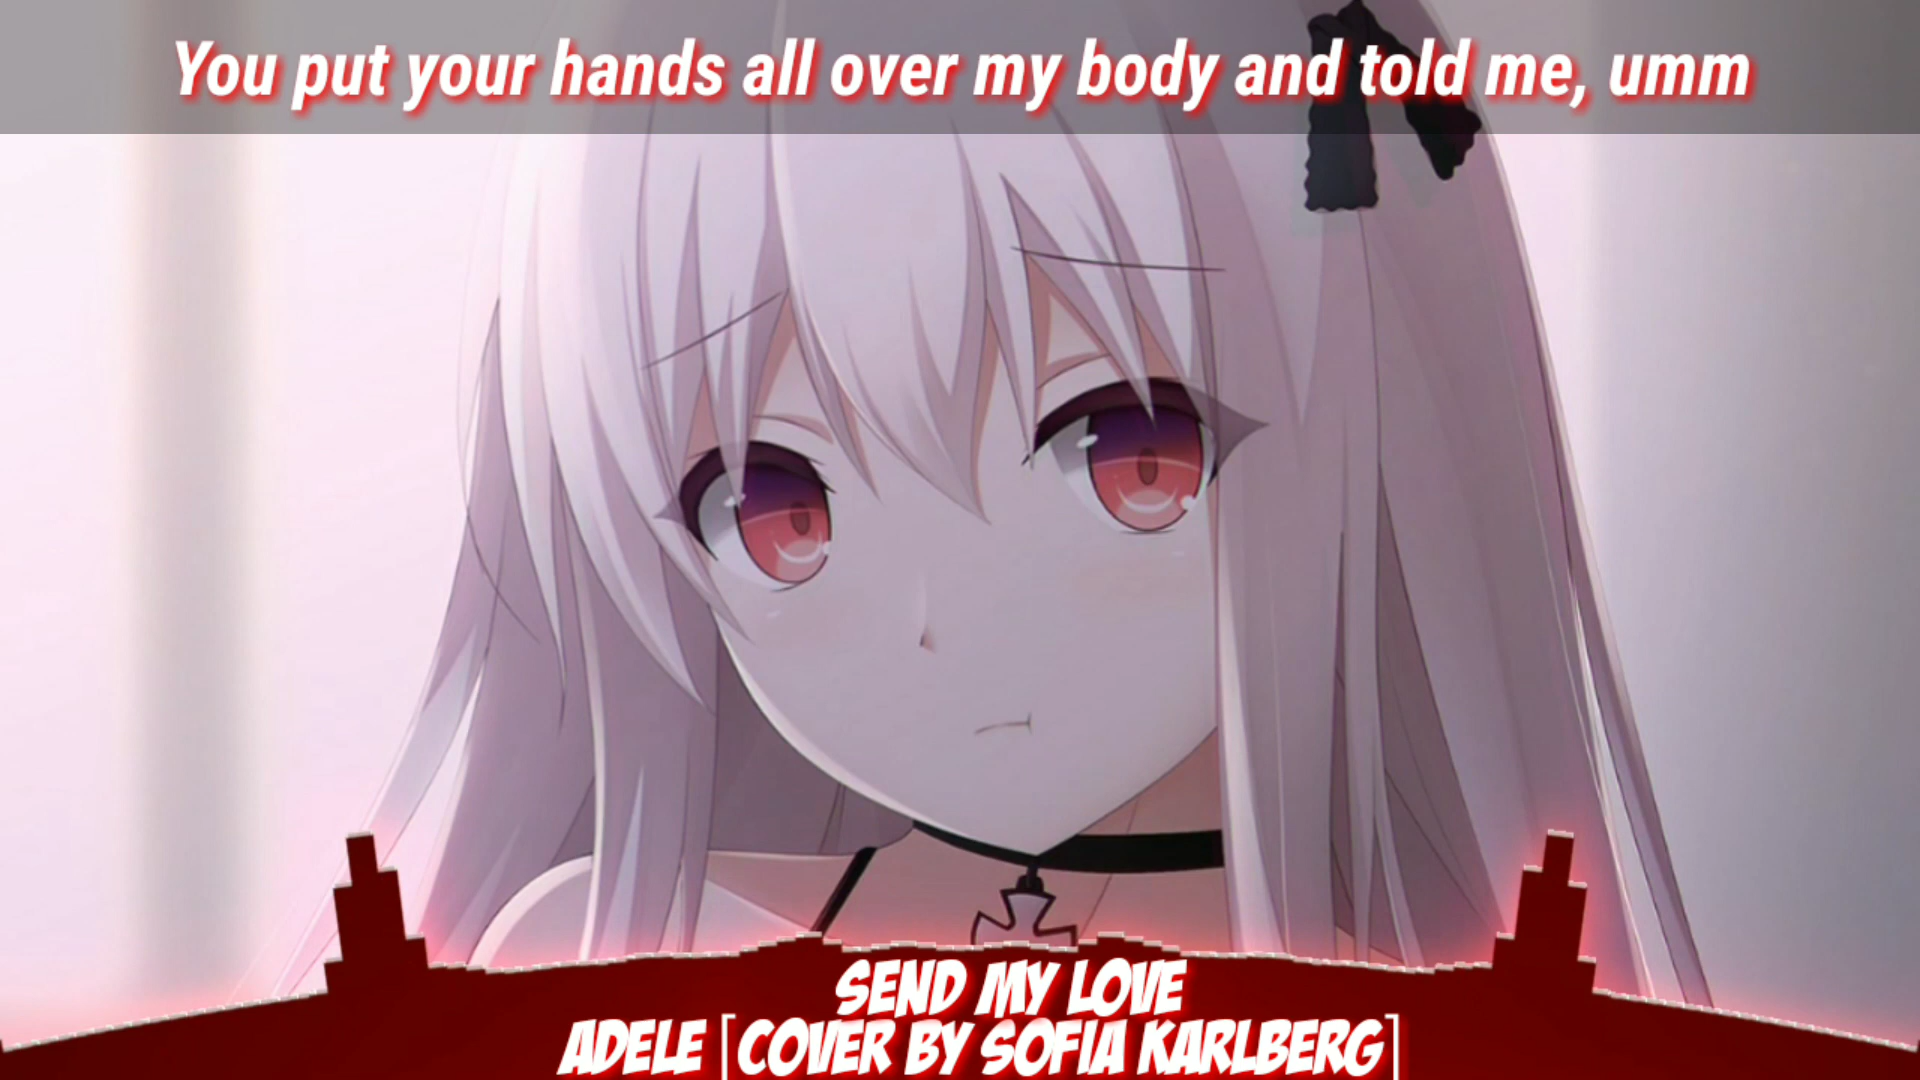 You put your hands all over my body and told me, umm
SEND MY LOVE
ADELE [COVER BY SOFIA KARLBERG]